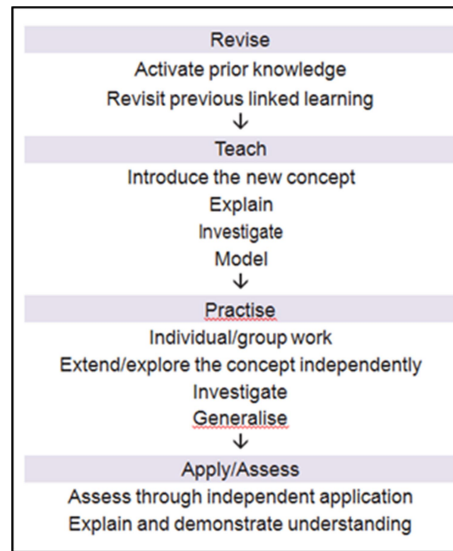 Revise
Activate prior knowledge
Revisit previous linked learning
↓
Teach
Introduce the new concept
Explain
Investigate
Model
↓
Practise
Individual/group work
Extend/explore the concept independently
Investigate
Generalise
↓
Apply/Assess
Assess through independent application
Explain and demonstrate understanding